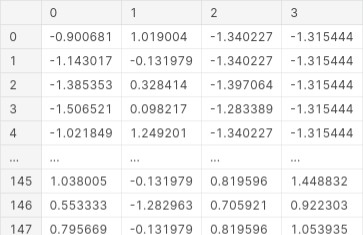 0 1 2 3
0 -0.900681 1.019004 -1.340227 -1.315444
1 -1.143017 -0.131979 -1.340227 -1.315444
2 -1.385353 0.328414 -1.397064 -1.315444
3 -1.506521 0.098217 -1.283389 -1.315444
4 -1.021849 1.249201 -1.340227 -1.315444
... ... ... ... ...
145 1.038005 -0.131979 0.819596 1.448832
146 0.553333 -1.282963 0.705921 0.922303
147 0.795669 -0.131979 0.819596 1.053935